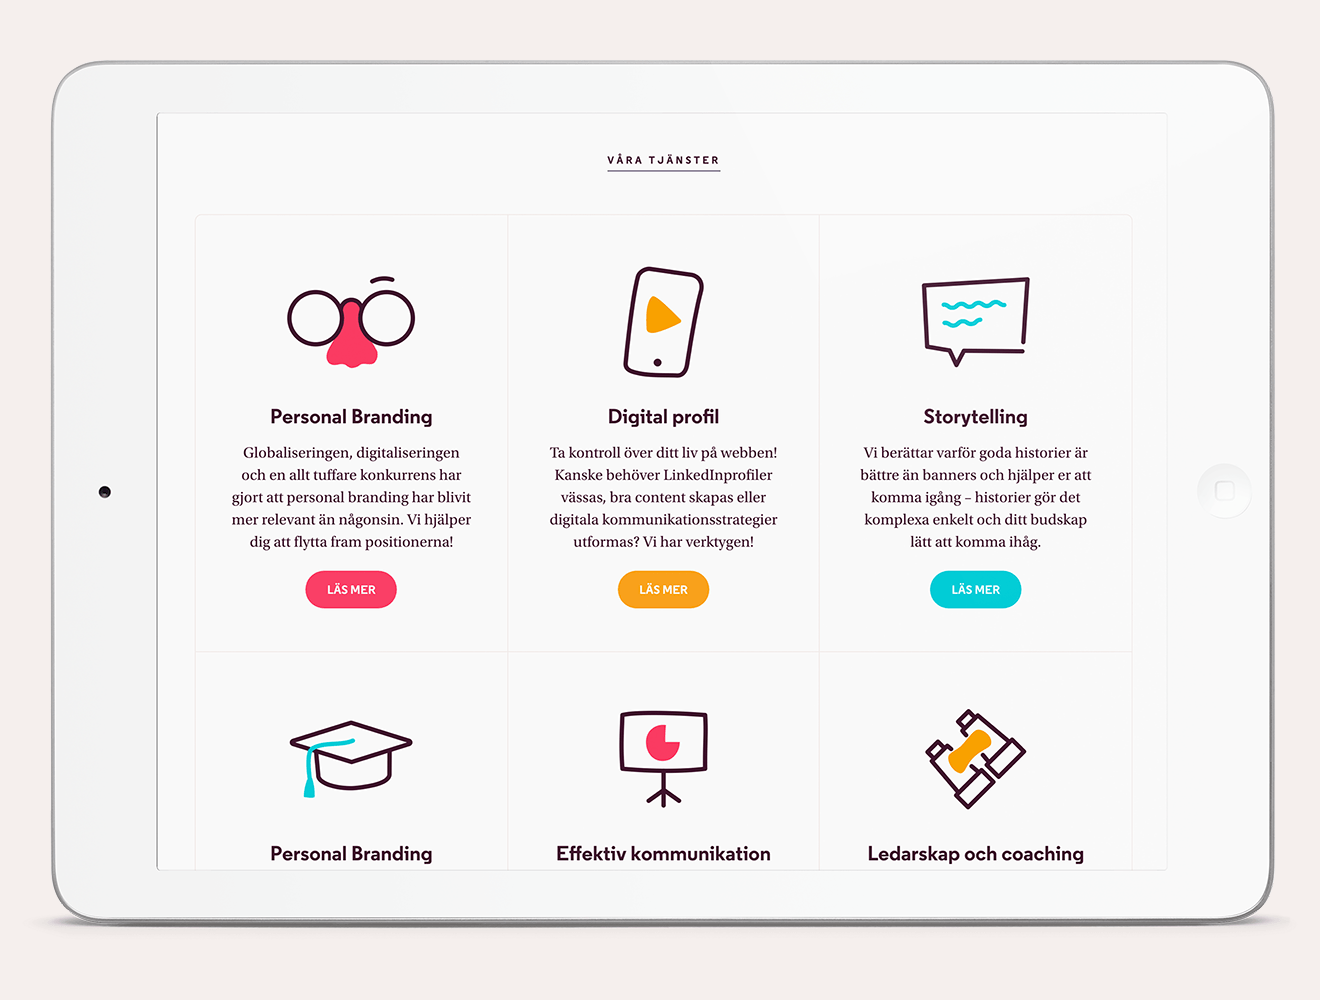 VÅRA TJÄNSTER
Personal Branding
Globaliseringen, digitaliseringen
och en allt tuffare konkurrens har
gjort att personal branding har blivit
mer relevant än någonsin. Vi hjälper
dig att flytta fram positionerna!
LÄS MER
Digital profil
Ta kontroll över ditt liv på webben!
Kanske behöver LinkedInprofiler
vässas, bra content skapas eller
digitala kommunikationsstrategier
utformas? Vi har verktygen!
LÄS MER
Storytelling
Vi berättar varför goda historier är
bättre än banners och hjälper er att
komma igång – historier gör det
komplexa enkelt och ditt budskap
lätt att komma ihåg.
LÄS MER
Personal Branding
Effektiv kommunikation
Ledarskap och coaching